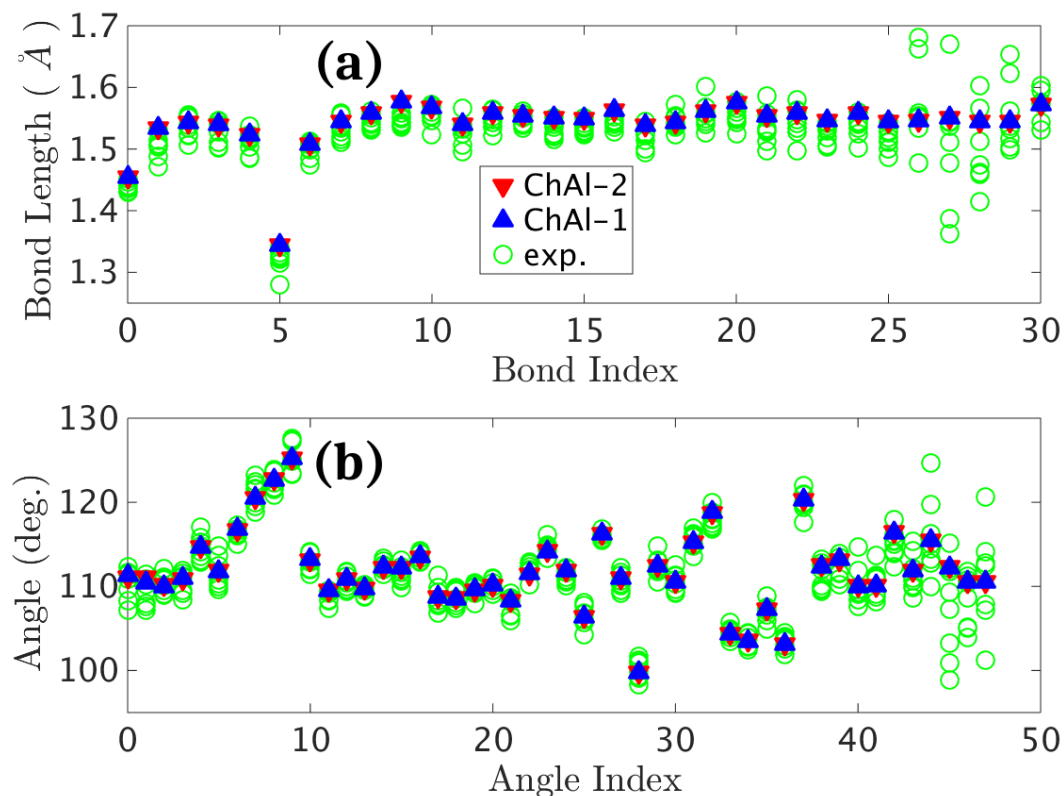 (a)
Bond Length ( Å )
1.7
1.6
1.5
1.4
1.3
ChAl-2
ChAl-1
exp.
0 5 10 15 20 25 30
Bond Index
(b)
Angle (deg.)
130
120
110
100
0 10 20 30 40 50
Angle Index